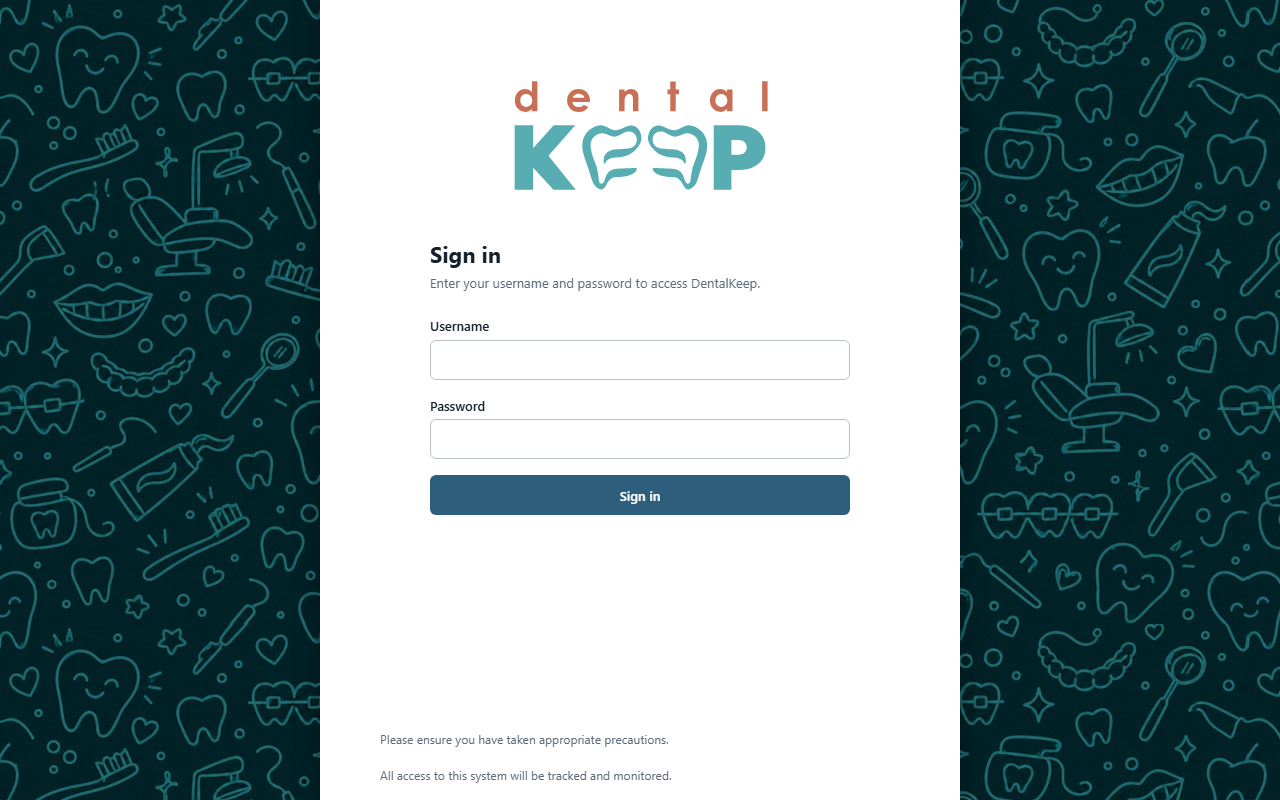 dental
KEEP
Sign in
Enter your username and password to access DentalKeep.
Username
Password
Sign in
Please ensure you have taken appropriate precautions.
All access to this system will be tracked and monitored.